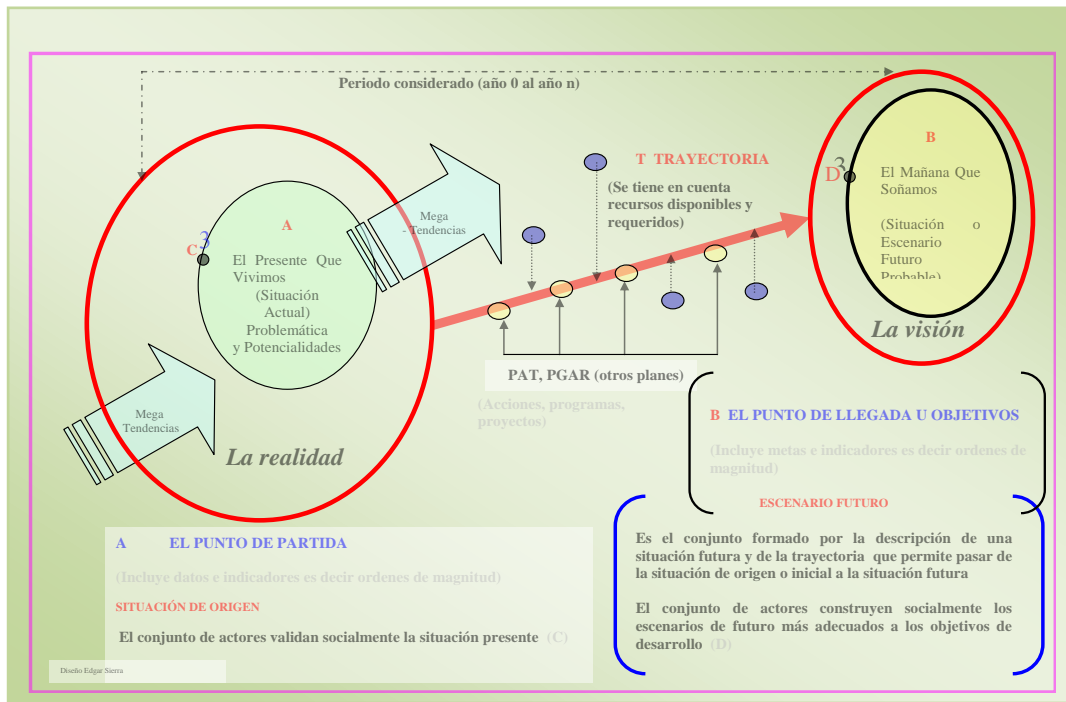 Periodo considerado (año 0 al año n)
A
C
3
El Presente Que
Vivimos
(Situación
Actual)
Problemática
y Potencialidades
Mega
- Tendencias
Mega
Tendencias
La realidad
T TRAYECTORIA
(Se tiene en cuenta
recursos disponibles y
requeridos)
PAT, PGAR (otros planes)
(Acciones, programas,
proyectos)
B
D
3
El Mañana Que
Soñamos
(Situación o
Escenario
Futuro
Probable)
La visión
B EL PUNTO DE LLEGADA U OBJETIVOS
(Incluye metas e indicadores es decir ordenes de
magnitud)
ESCENARIO FUTURO
Es el conjunto formado por la descripción de una
situación futura y de la trayectoria que permite pasar de
la situación de origen o inicial a la situación futura
El conjunto de actores construyen socialmente los
escenarios de futuro más adecuados a los objetivos de
desarrollo (D)
A EL PUNTO DE PARTIDA
(Incluye datos e indicadores es decir ordenes de magnitud)
SITUACIÓN DE ORIGEN
El conjunto de actores validan socialmente la situación presente (C)
Diseño Edgar Sierra